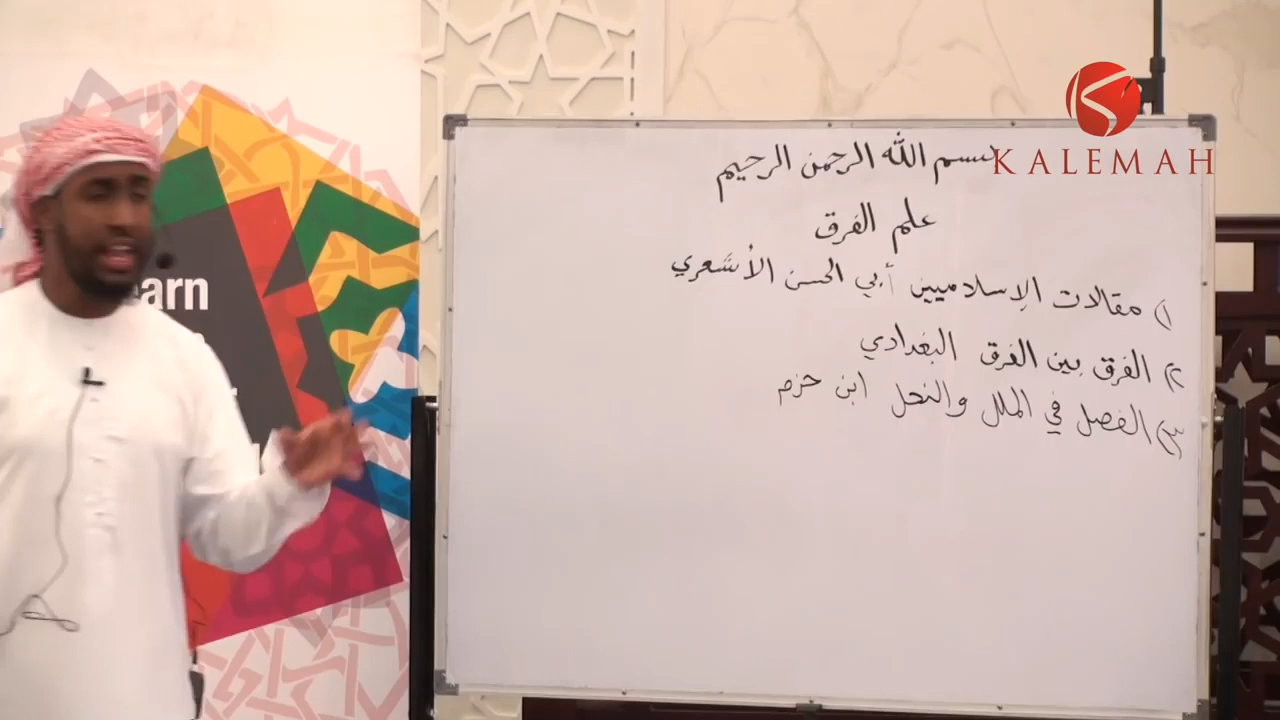 بسم الله الرحمن الرحيم
علم الفرق
١) مقالات الإسلاميين أبي الحسن الأشعري
٢) الفرق بين الفرق البغدادي
٣) الفصل في الملل والنحل ابن حزم
KALEMAH
earn